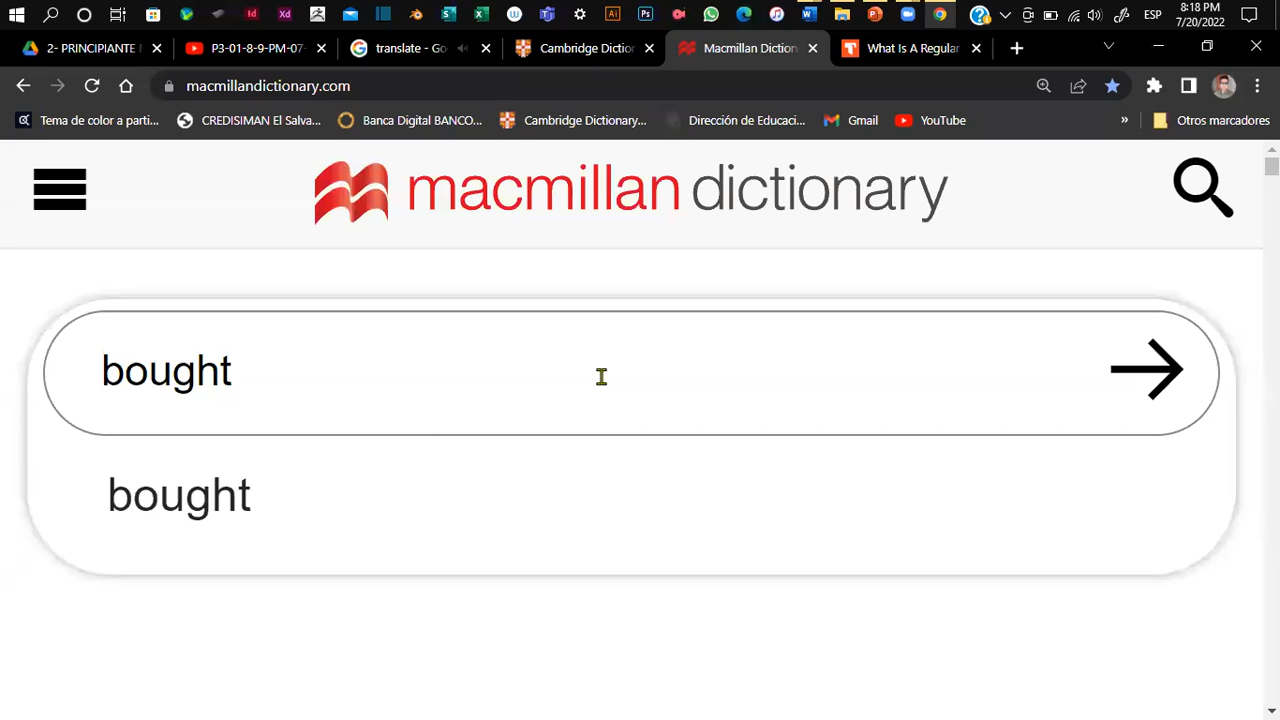 8:18 PM
ESP
7/20/2022
2- PRINCIPIANTE M
P3-01-8-9-PM-07-
translate - Go
Cambridge Dictior
Macmillan Diction
What Is A Regular
macmillandictionary.com
Tema de color a parti...
CREDISIMAN El Salva...
Banca Digital BANCO...
Cambridge Dictionary...
Dirección de Educaci...
Gmail
YouTube
»
Otros marcadores
macmillan dictionary
bought
bought